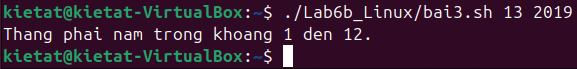 kietat@kietat-VirtualBox:~$ ./Lab6b_Linux/bai3.sh 13 2019
Thang phai nam trong khoang 1 den 12.
kietat@kietat-VirtualBox:~$